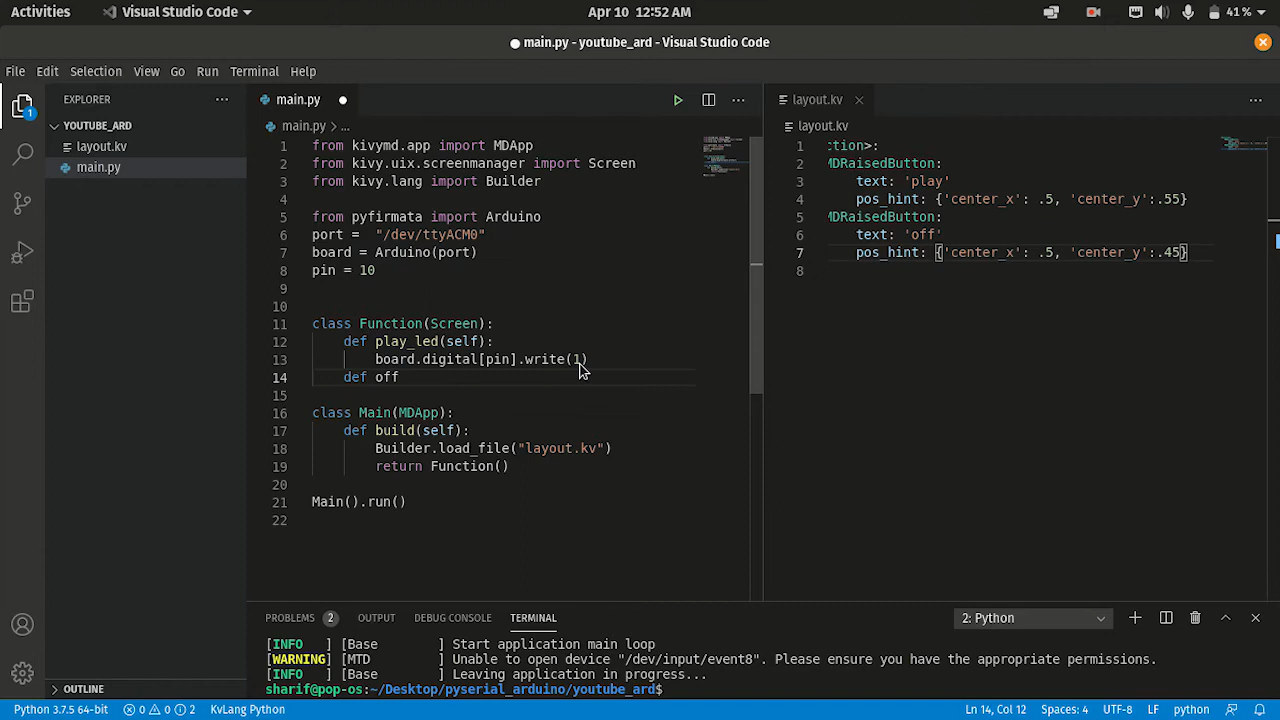 Activities
Visual Studio Code
Apr 10 12:52 AM
41 %
main.py - youtube_ard - Visual Studio Code
File Edit Selection View Go Run Terminal Help
1
EXPLORER
YOUTUBE_ARD
layout.kv
main.py
OUTLINE
main.py
main.py > ...
1 from kivymd.app import MDApp
2 from kivy.uix.screenmanager import Screen
3 from kivy.lang import Builder
4
5 from pyfirmata import Arduino
6 port =  "/dev/ttyACM0"
7 board = Arduino(port)
8 pin = 10
9
10
11 class Function(Screen):
12 def play_led(self):
13 board.digital[pin].write(1)
14 def off
15
16 class Main(MDApp):
17 def build(self):
18 Builder.load_file("layout.kv")
19 return Function()
20
21 Main().run()
22
layout.kv
layout.kv
1 ction>:
2 MDRaisedButton:
3 text: 'play'
4 pos_hint: {'center_x': .5, 'center_y':.55}
5 MDRaisedButton:
6 text: 'off'
7 pos_hint: {'center_x': .5, 'center_y':.45}
8
PROBLEMS 2 OUTPUT DEBUG CONSOLE TERMINAL
2: Python
[INFO   ] [Base        ] Start application main loop
[WARNING] [MTD         ] Unable to open device "/dev/input/event8". Please ensure you have the appropriate permissions.
[INFO   ] [Base        ] Leaving application in progress...
sharif@pop-os:~/Desktop/pyserial_arduino/youtube_ard$
Python 3.7.5 64-bit 0 0 2 KvLang Python Ln 14, Col 12 Spaces: 4 UTF-8 LF python